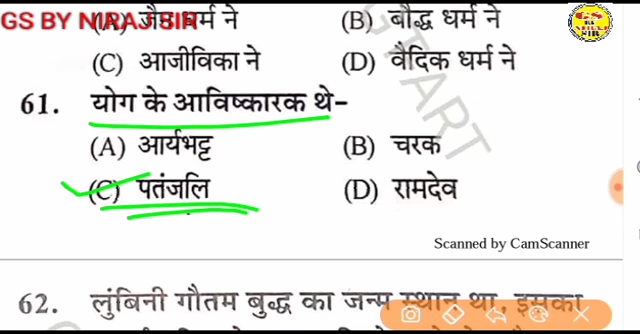 GS BY NIRAJ SIR
(A) जैन धर्म ने (B) बौद्ध धर्म ने
(C) आजीविका ने (D) वैदिक धर्म ने
61. योग के आविष्कारक थे–
(A) आर्यभट्ट (B) चरक
(C) पतंजलि (D) रामदेव
Scanned by CamScanner
62. लुंबिनी गौतम बुद्ध का जन्म स्थान था, इसका